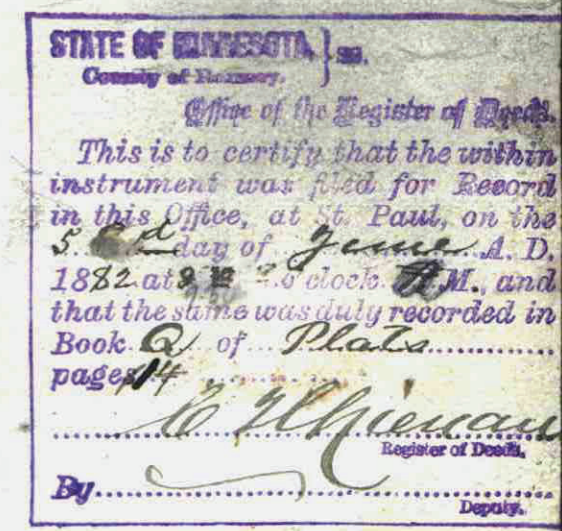 STATE OF MINNESOTA, } ss.
County of Ramsey.
Office of the Register of Deeds.
This is to certify that the within
instrument was filed for Record
in this Office, at St. Paul, on the
5 day of June A. D.
1882 at o'clock A M., and
that the same was duly recorded in
Book Q of Plats
page 14
Register of Deeds.
By
Deputy.